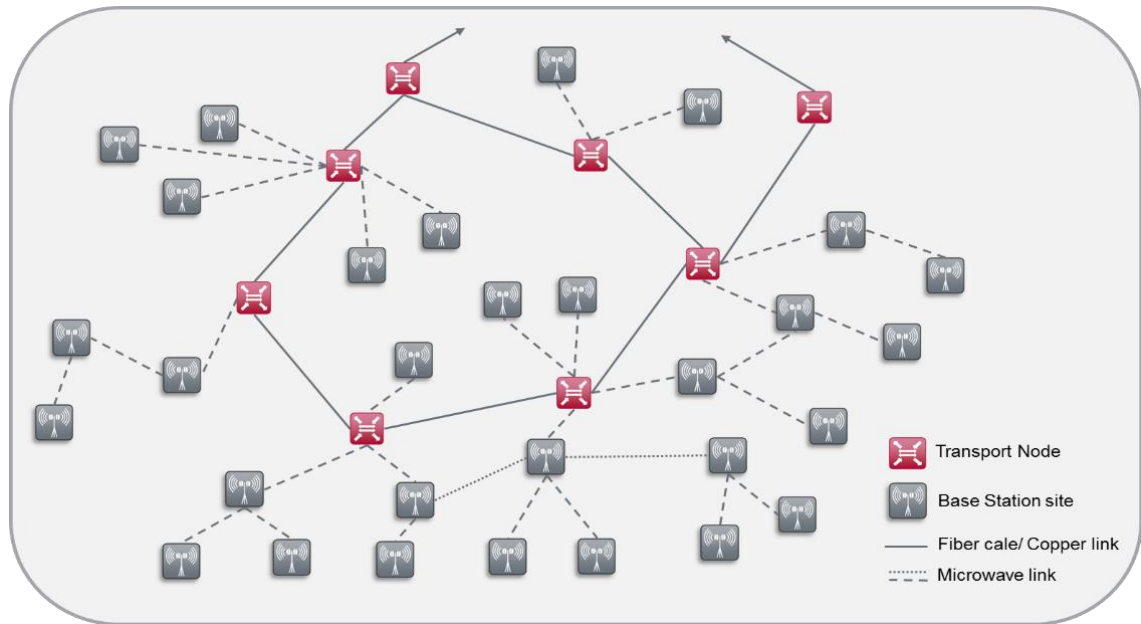 Transport Node
Base Station site
Fiber cale/ Copper link
Microwave link